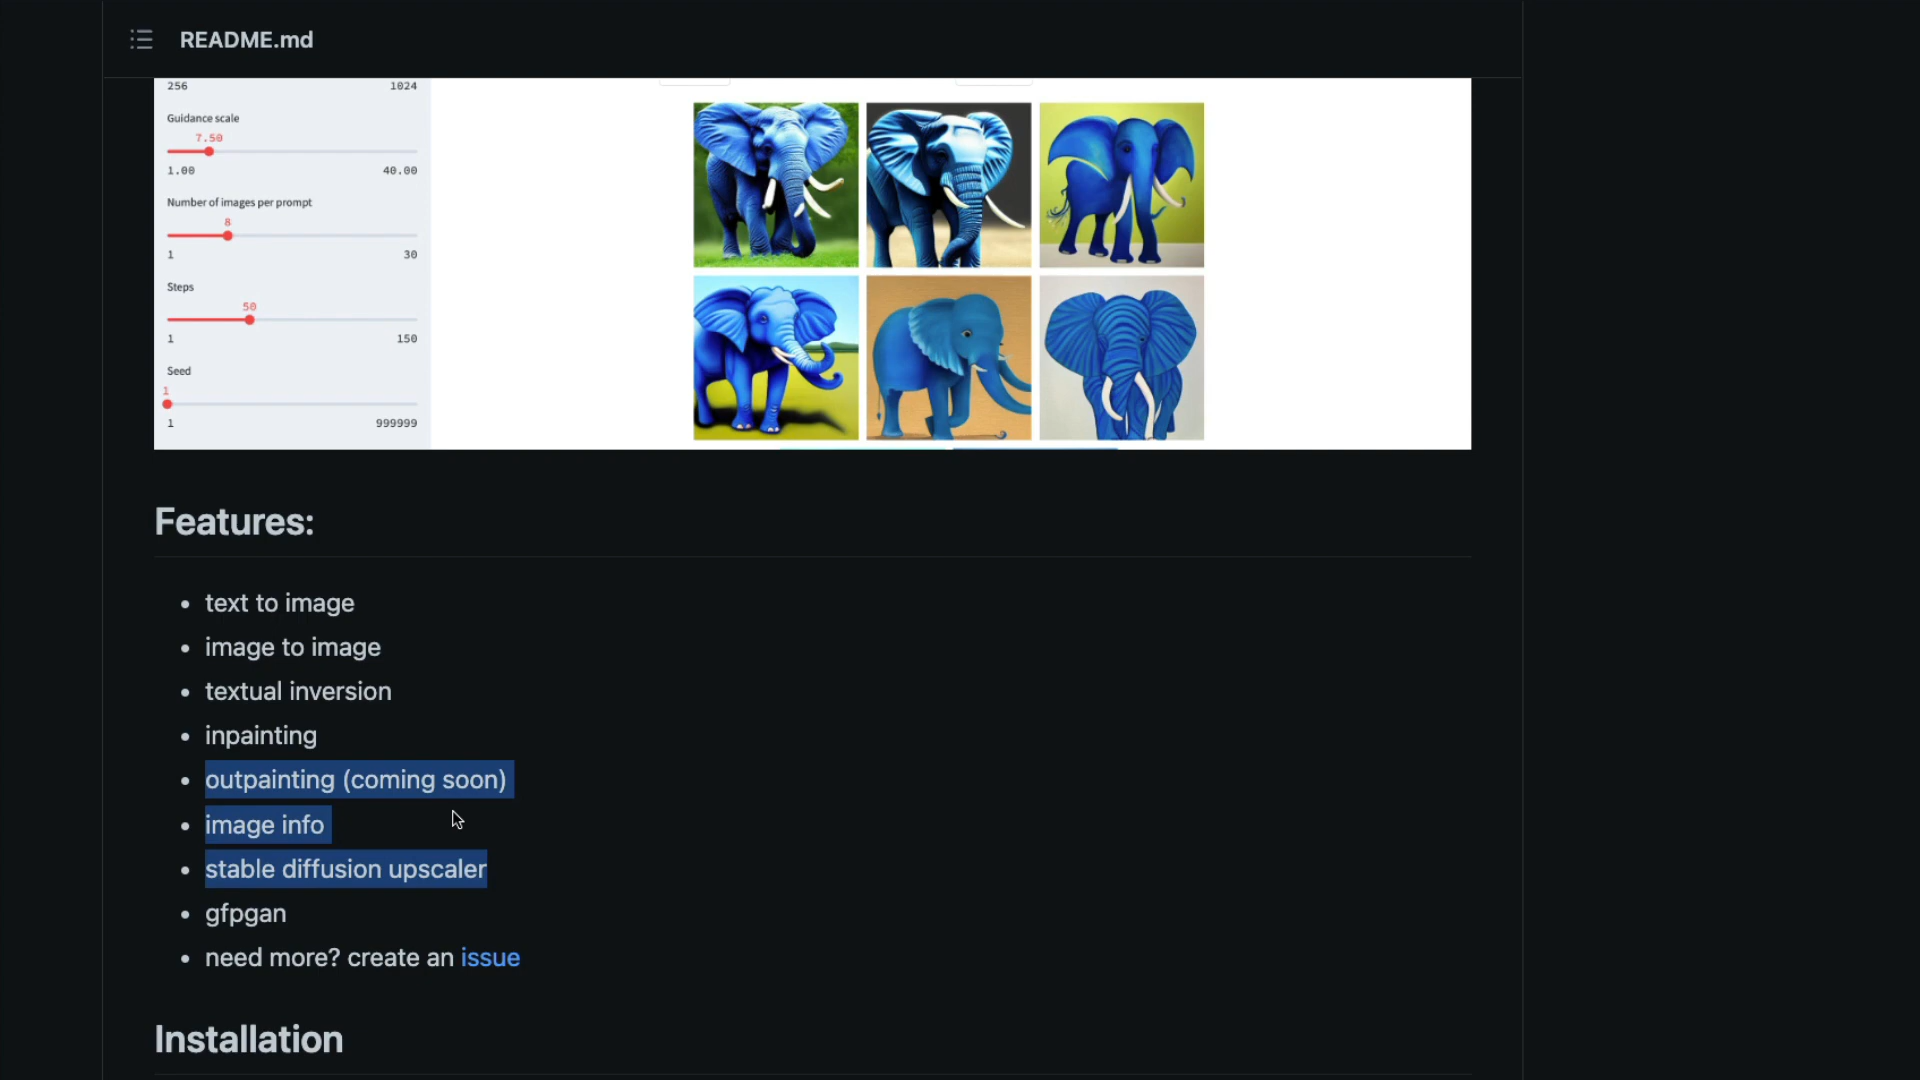 README.md
256 1024
Guidance scale
7.50
1.00 40.00
Number of images per prompt
8
1 30
Steps
50
1 150
Seed
1
1 999999
Features:
text to image
image to image
textual inversion
inpainting
outpainting (coming soon)
image info
stable diffusion upscaler
gfpgan
need more? create an issue
Installation